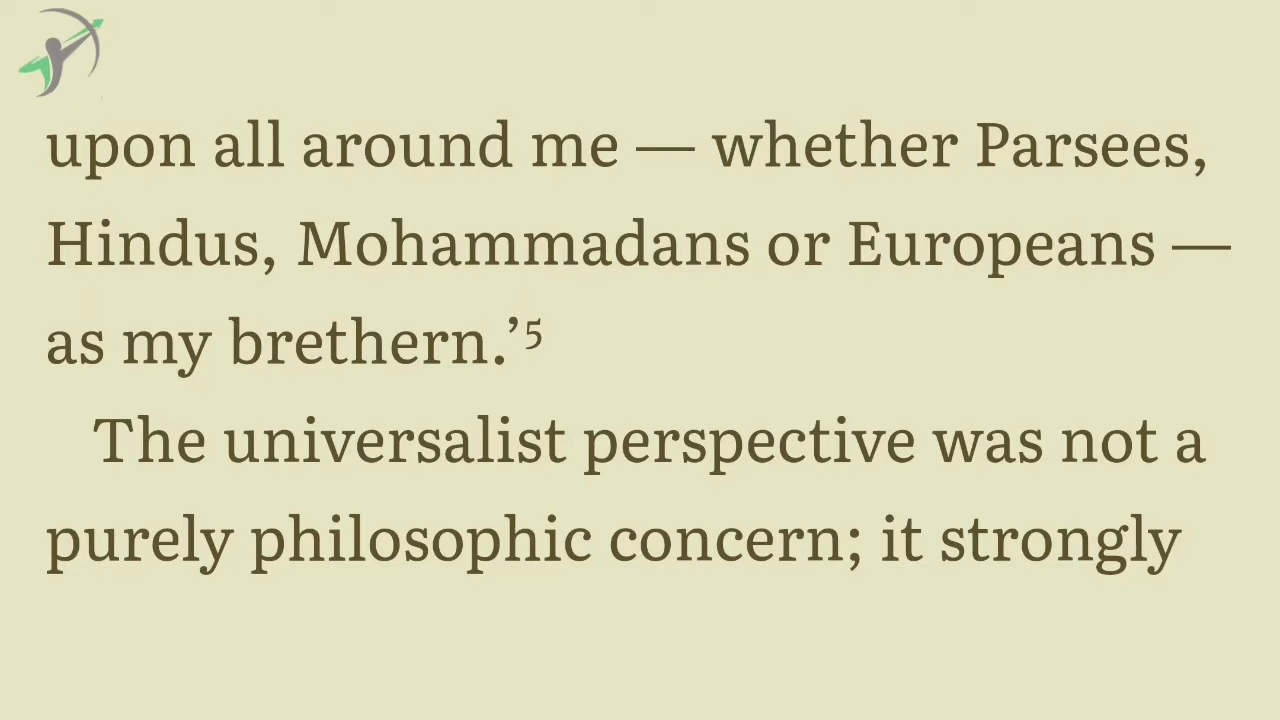 upon all around me — whether Parsees,
Hindus, Mohammadans or Europeans —
as my brethern.’⁵
The universalist perspective was not a
purely philosophic concern; it strongly